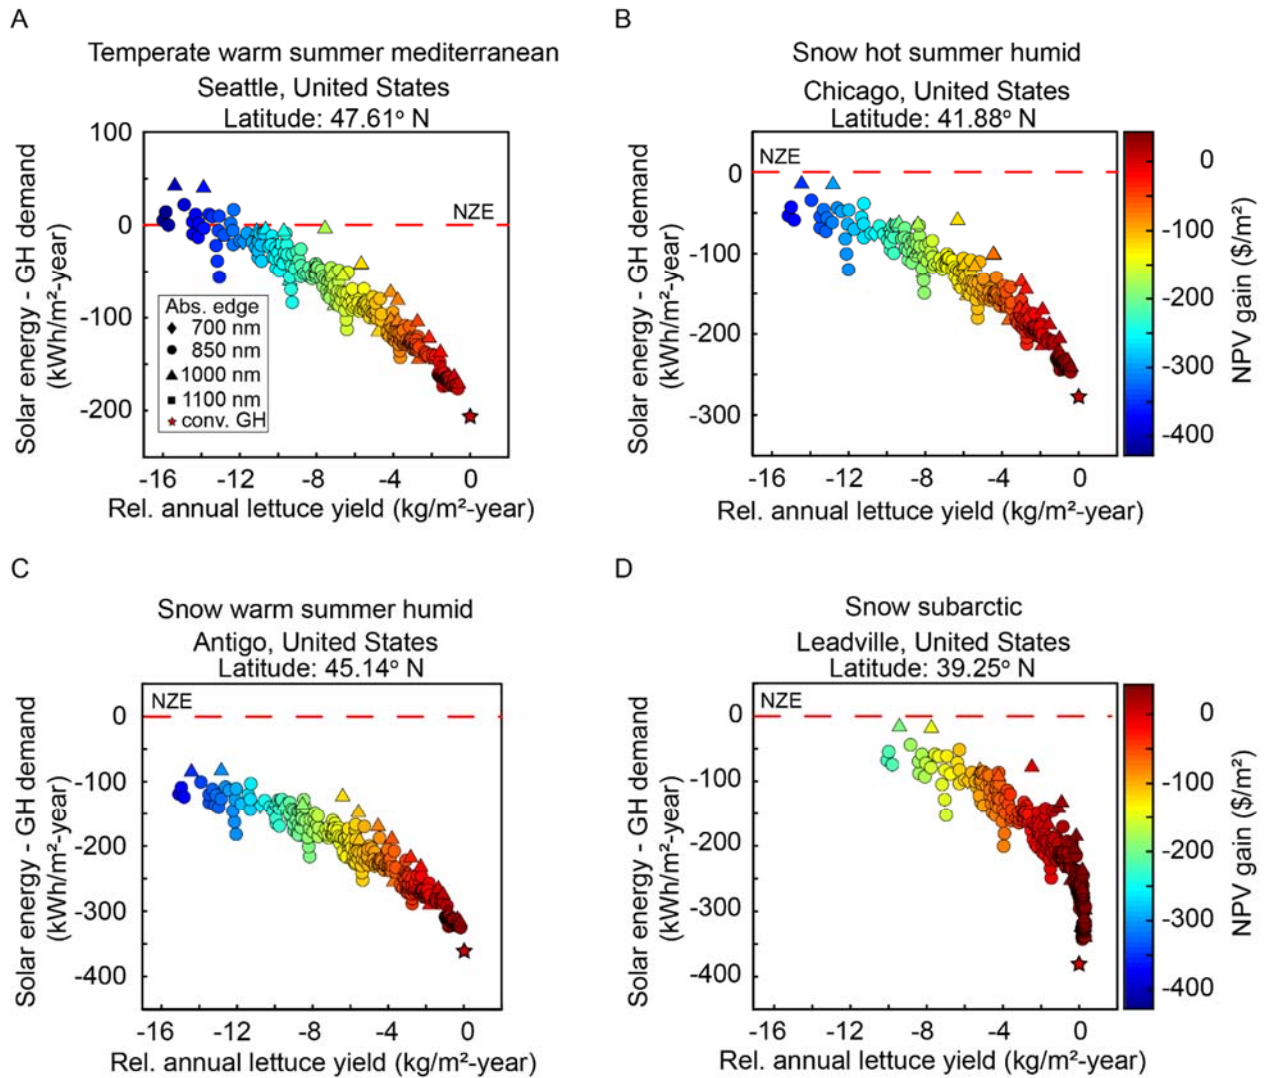 A
Temperate warm summer mediterranean
Seattle, United States
Latitude: 47.61° N
Solar energy - GH demand
(kWh/m²-year)
100
0
-100
-200
NZE
Abs. edge
700 nm
850 nm
1000 nm
1100 nm
conv. GH
-16 -12 -8 -4 0
Rel. annual lettuce yield (kg/m²-year)
B
Snow hot summer humid
Chicago, United States
Latitude: 41.88° N
Solar energy - GH demand
(kWh/m²-year)
NZE
0
-100
-200
-300
-16 -12 -8 -4 0
Rel. annual lettuce yield (kg/m²-year)
0
-100
-200
-300
-400
NPV gain ($/m²)
C
Snow warm summer humid
Antigo, United States
Latitude: 45.14° N
Solar energy - GH demand
(kWh/m²-year)
NZE
0
-100
-200
-300
-400
-16 -12 -8 -4 0
Rel. annual lettuce yield (kg/m²-year)
D
Snow subarctic
Leadville, United States
Latitude: 39.25° N
Solar energy - GH demand
(kWh/m²-year)
NZE
0
-100
-200
-300
-400
-16 -12 -8 -4 0
Rel. annual lettuce yield (kg/m²-year)
0
-100
-200
-300
-400
NPV gain ($/m²)